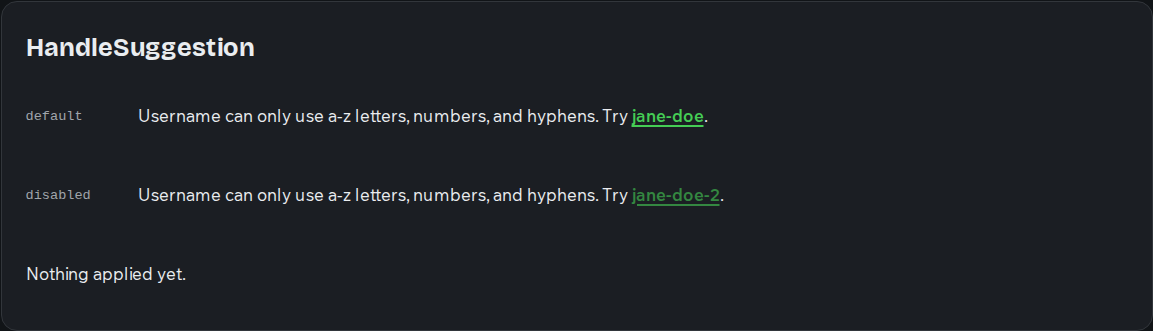 HandleSuggestion
default Username can only use a-z letters, numbers, and hyphens. Try jane-doe.
disabled Username can only use a-z letters, numbers, and hyphens. Try jane-doe-2.
Nothing applied yet.